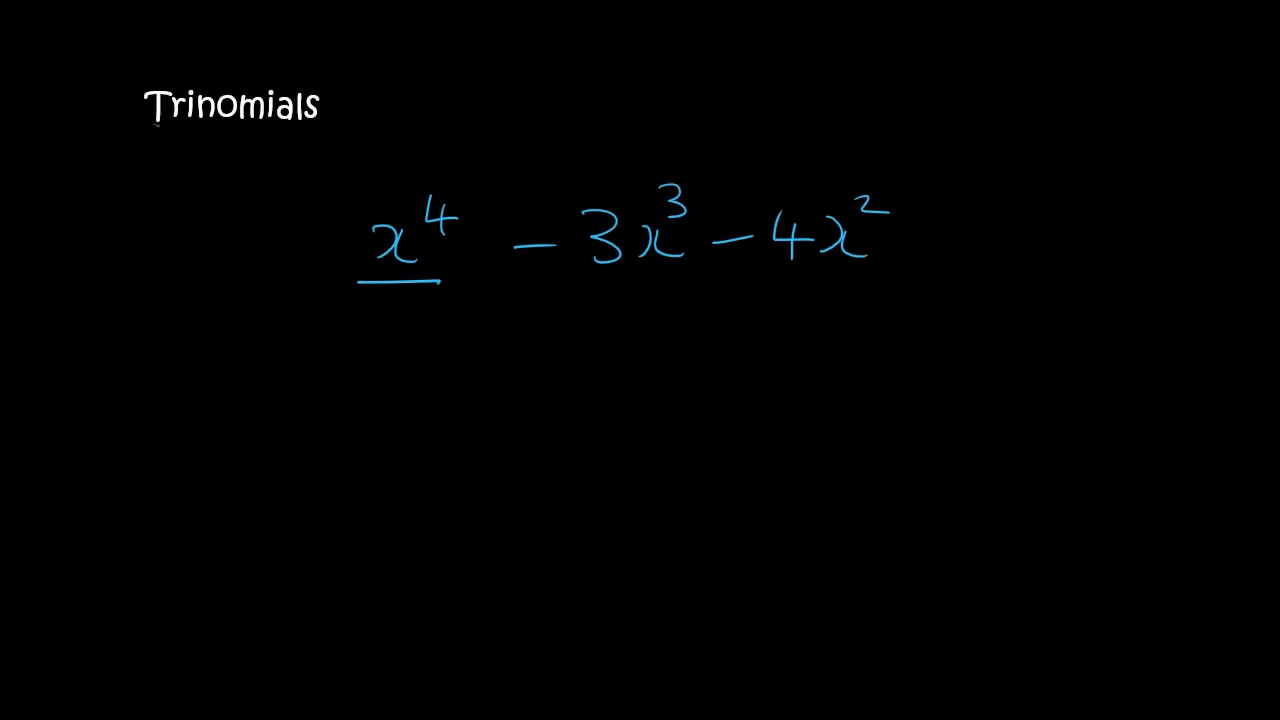 Trinomials
x⁴ – 3x³ – 4x²